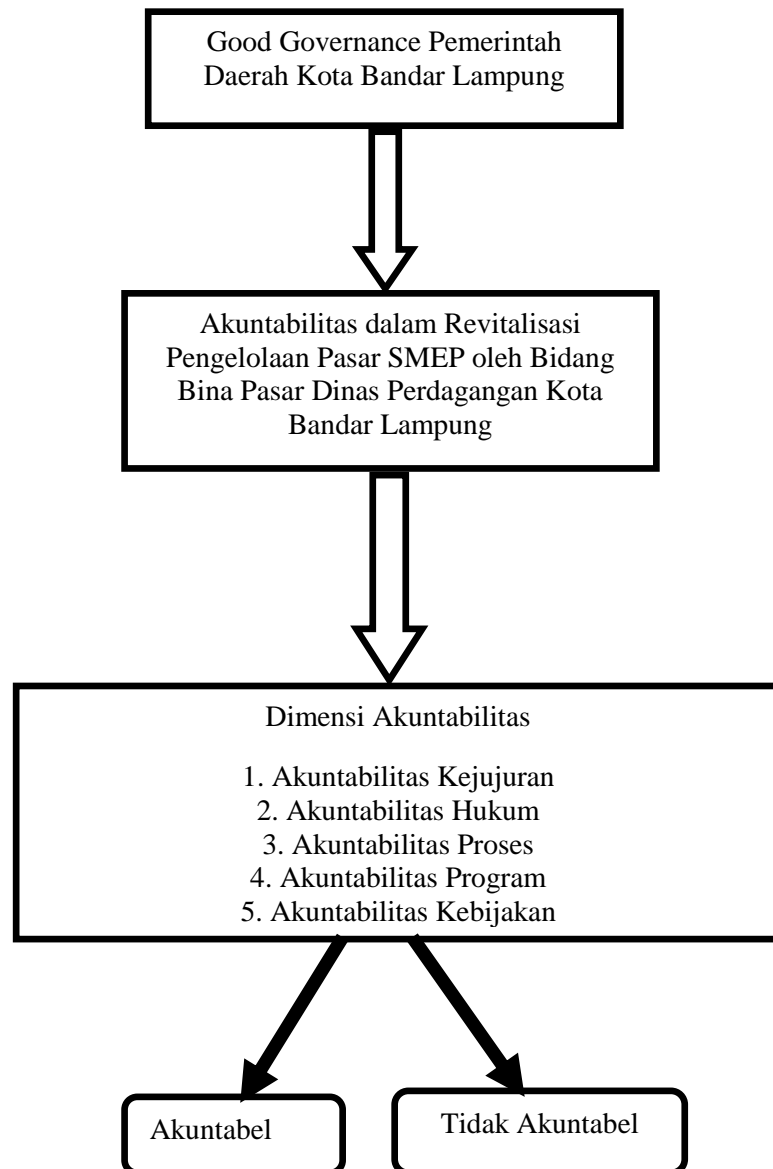 Good Governance Pemerintah
Daerah Kota Bandar Lampung
Akuntabilitas dalam Revitalisasi
Pengelolaan Pasar SMEP oleh Bidang
Bina Pasar Dinas Perdagangan Kota
Bandar Lampung
Dimensi Akuntabilitas
1. Akuntabilitas Kejujuran
2. Akuntabilitas Hukum
3. Akuntabilitas Proses
4. Akuntabilitas Program
5. Akuntabilitas Kebijakan
Akuntabel
Tidak Akuntabel